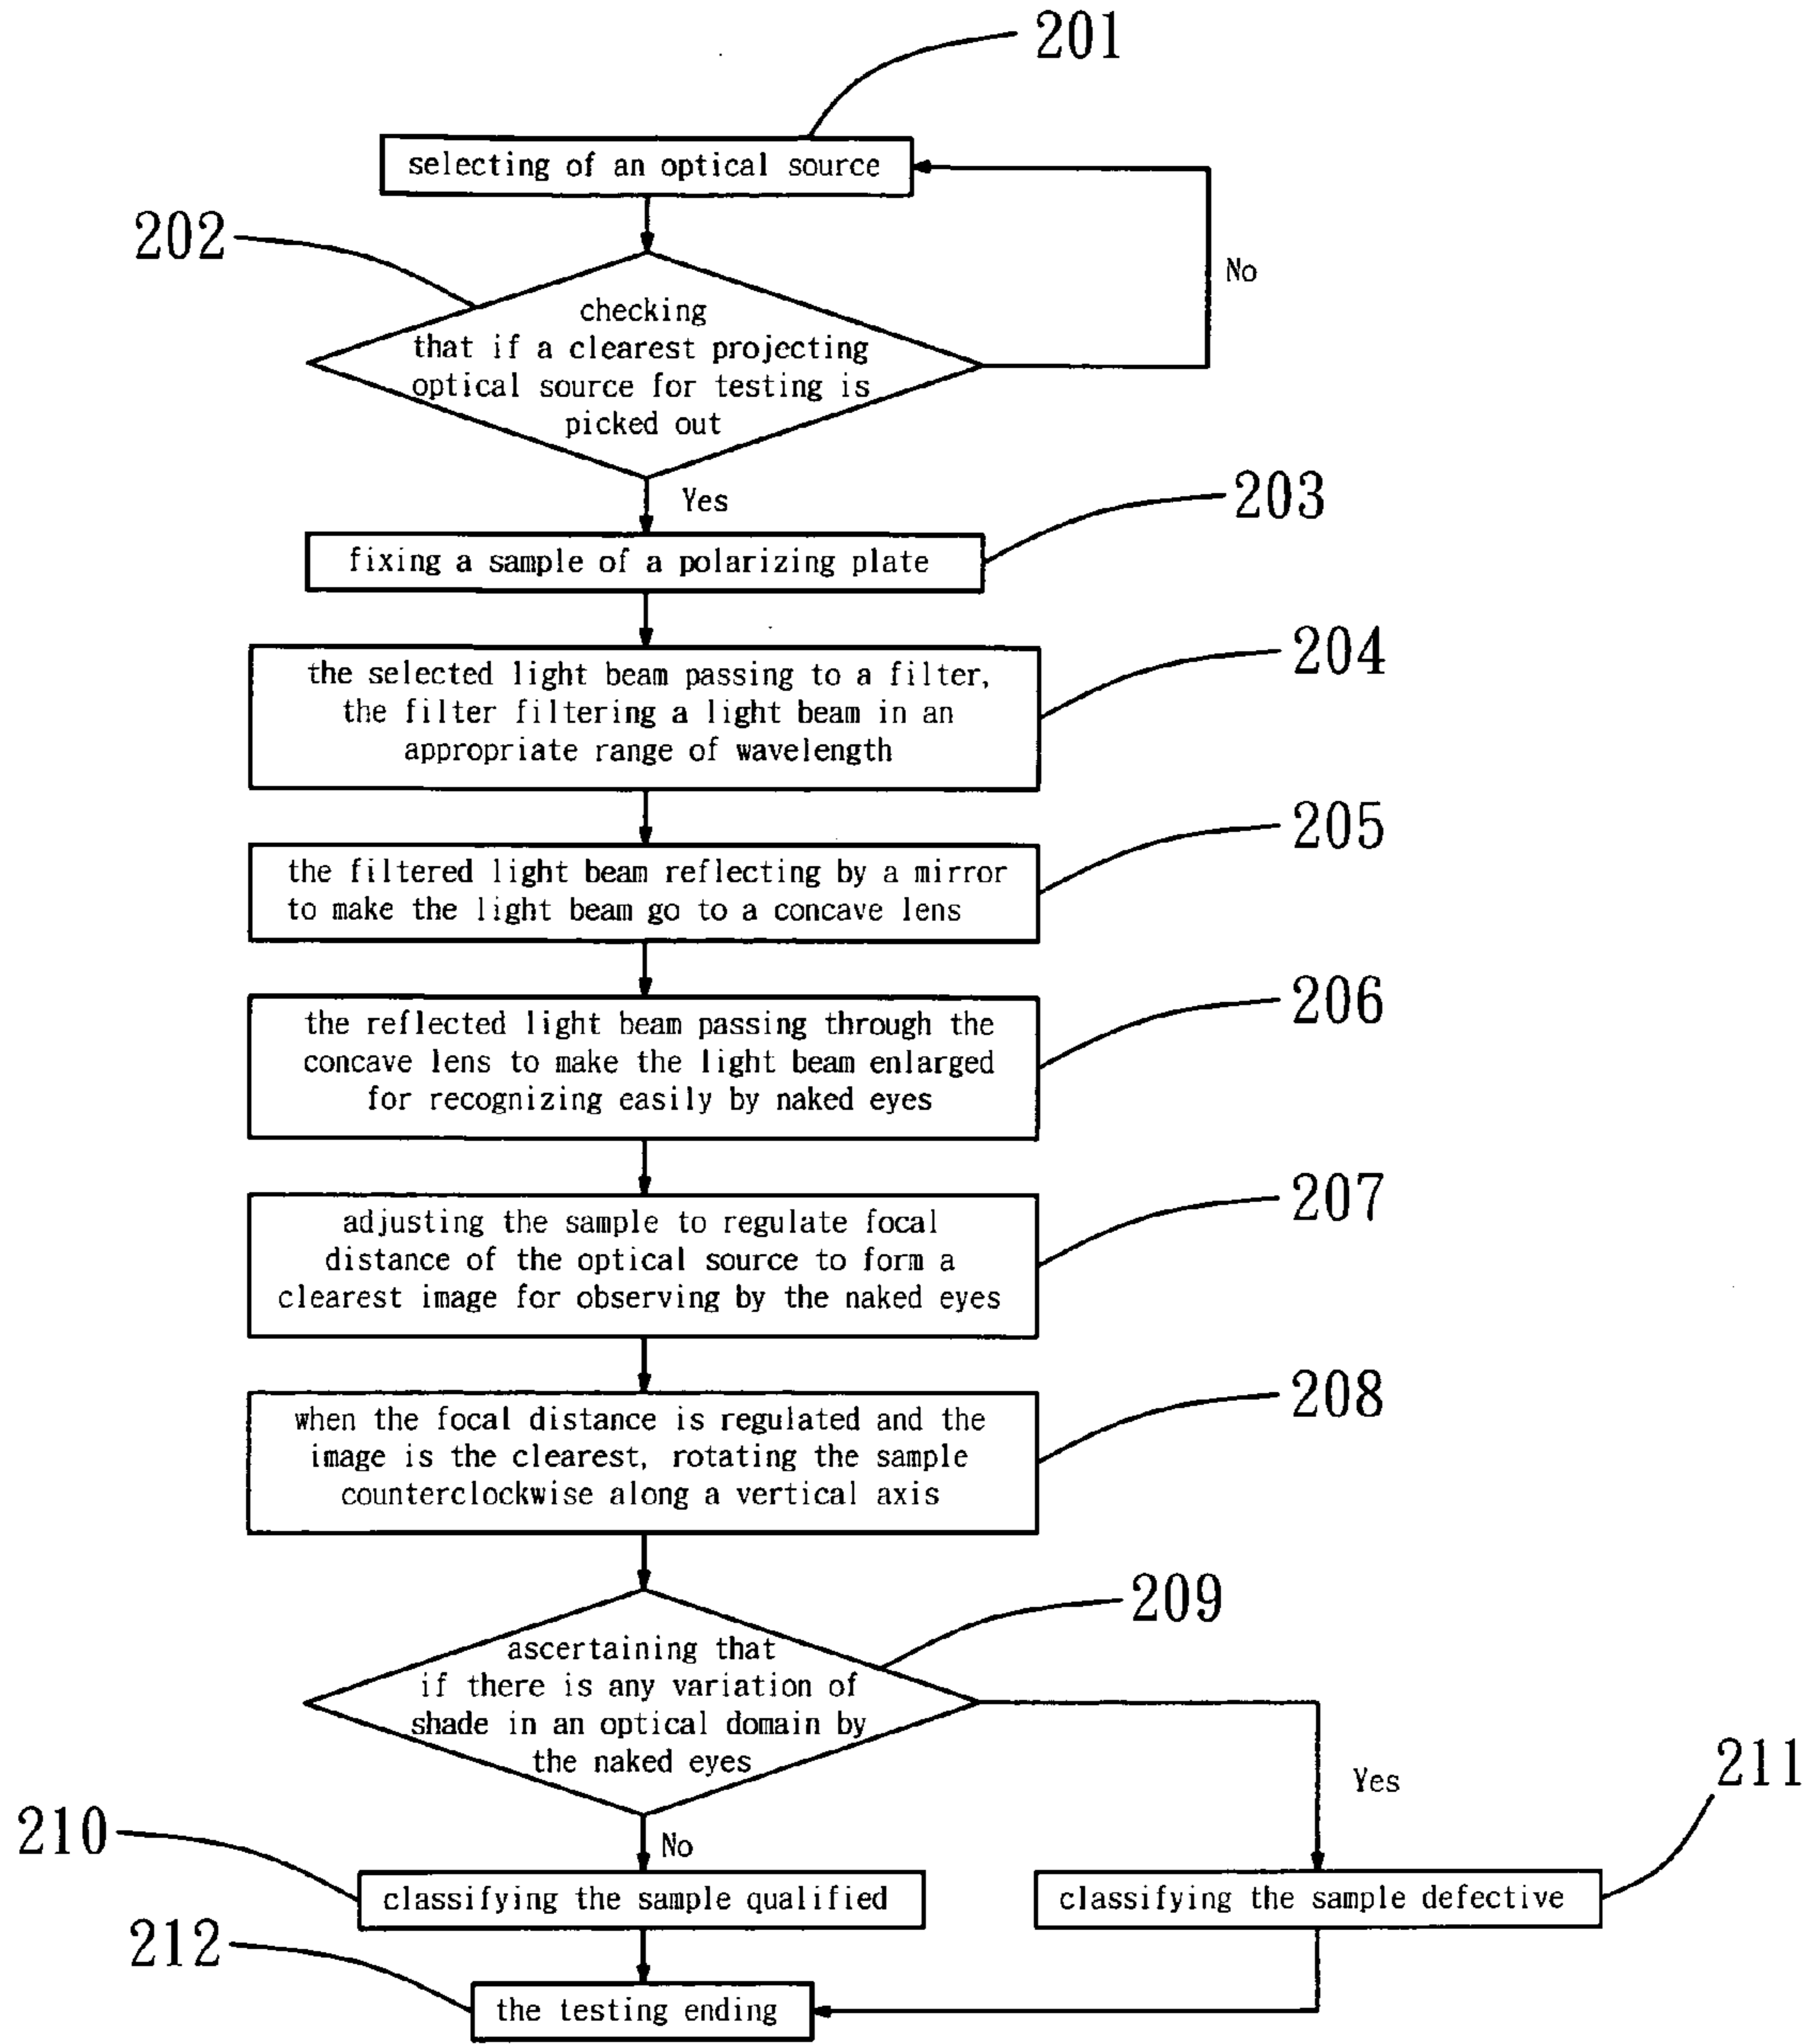 201
selecting of an optical source
202
No
checking
that if a clearest projecting
optical source for testing is
picked out
Yes
203
fixing a sample of a polarizing plate
204
the selected light beam passing to a filter,
the filter filtering a light beam in an
appropriate range of wavelength
205
the filtered light beam reflecting by a mirror
to make the light beam go to a concave lens
206
the reflected light beam passing through the
concave lens to make the light beam enlarged
for recognizing easily by naked eyes
207
adjusting the sample to regulate focal
distance of the optical source to form a
clearest image for observing by the naked eyes
208
when the focal distance is regulated and the
image is the clearest, rotating the sample
counterclockwise along a vertical axis
209
ascertaining that
if there is any variation of
shade in an optical domain by
the naked eyes
211
Yes
210
No
classifying the sample qualified
classifying the sample defective
212
the testing ending